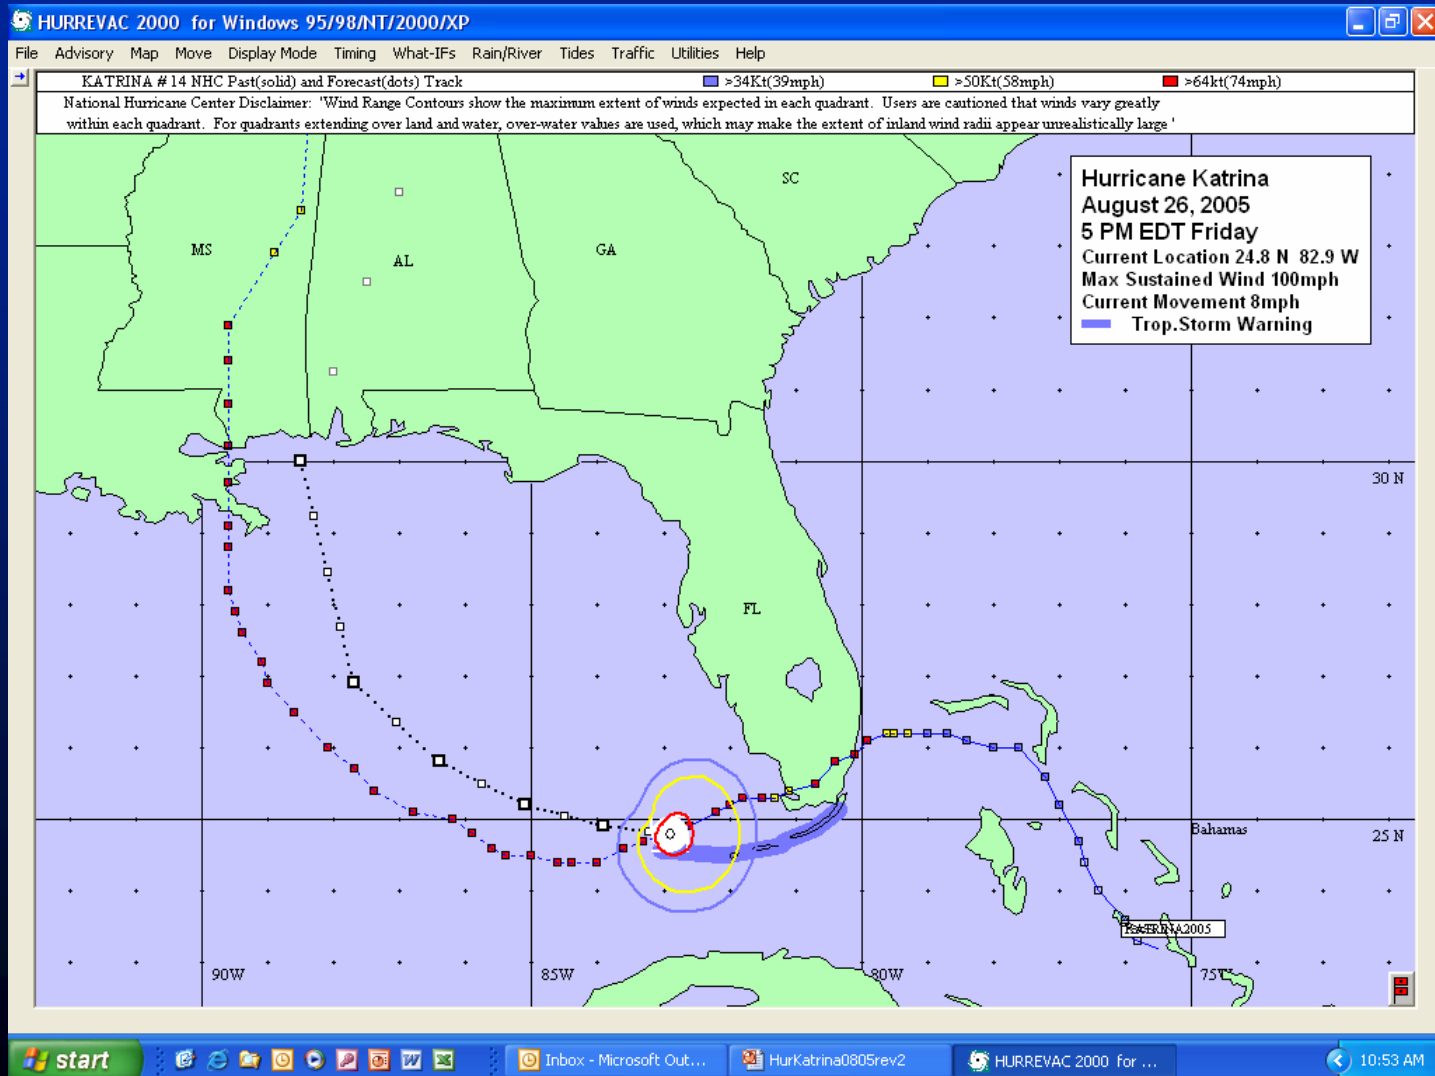 HURREVAC 2000 for Windows 95/98/NT/2000/XP
File Advisory Map Move Display Mode Timing What-IFs Rain/River Tides Traffic Utilities Help
KATRINA # 14 NHC Past(solid) and Forecast(dots) Track >34Kt(39mph) >50Kt(58mph) >64kt(74mph)
National Hurricane Center Disclaimer: 'Wind Range Contours show the maximum extent of winds expected in each quadrant. Users are cautioned that winds vary greatly
within each quadrant. For quadrants extending over land and water, over-water values are used, which may make the extent of inland wind radii appear unrealistically large '
Hurricane Katrina
August 26, 2005
5 PM EDT Friday
Current Location 24.8 N 82.9 W
Max Sustained Wind 100mph
Current Movement 8mph
Trop.Storm Warning
SC
MS
AL
GA
30 N
FL
Bahamas
25 N
KATRINA2005
90W
85W
80W
75W
start
Inbox - Microsoft Out...
HurKatrina0805rev2
HURREVAC 2000 for ...
10:53 AM